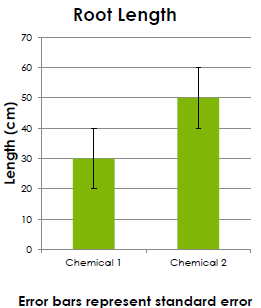 Root Length
Length (cm)
70
60
50
40
30
20
10
0
Chemical 1
Chemical 2
Error bars represent standard error